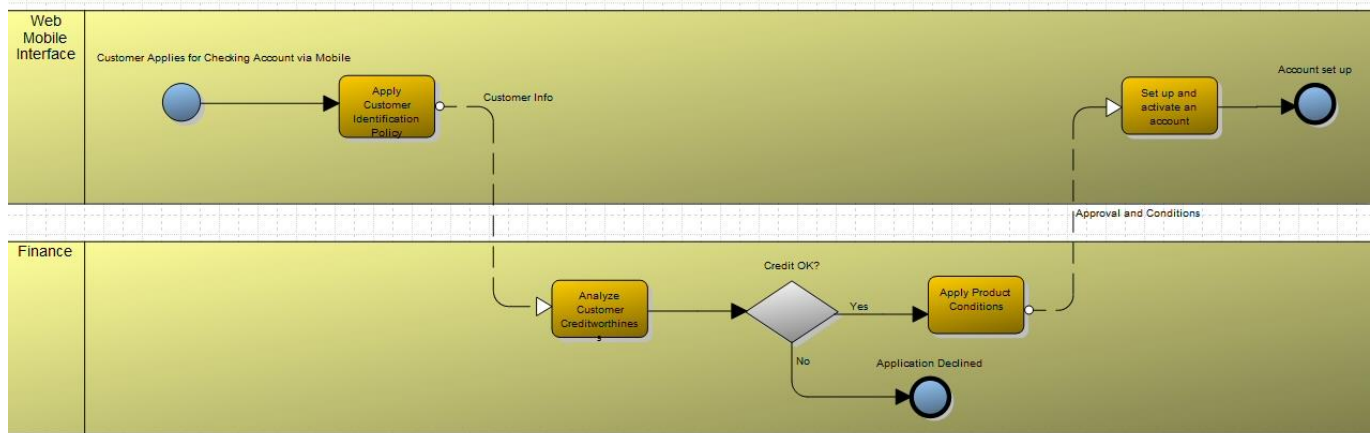 Web
Mobile
Interface
Customer Applies for Checking Account via Mobile
Apply
Customer
Identification
Policy
Customer Info
Set up and
activate an
account
Account set up
Approval and Conditions
Finance
Analyze
Customer
Creditworthines
s
Credit OK?
Yes
No
Apply Product
Conditions
Application Declined